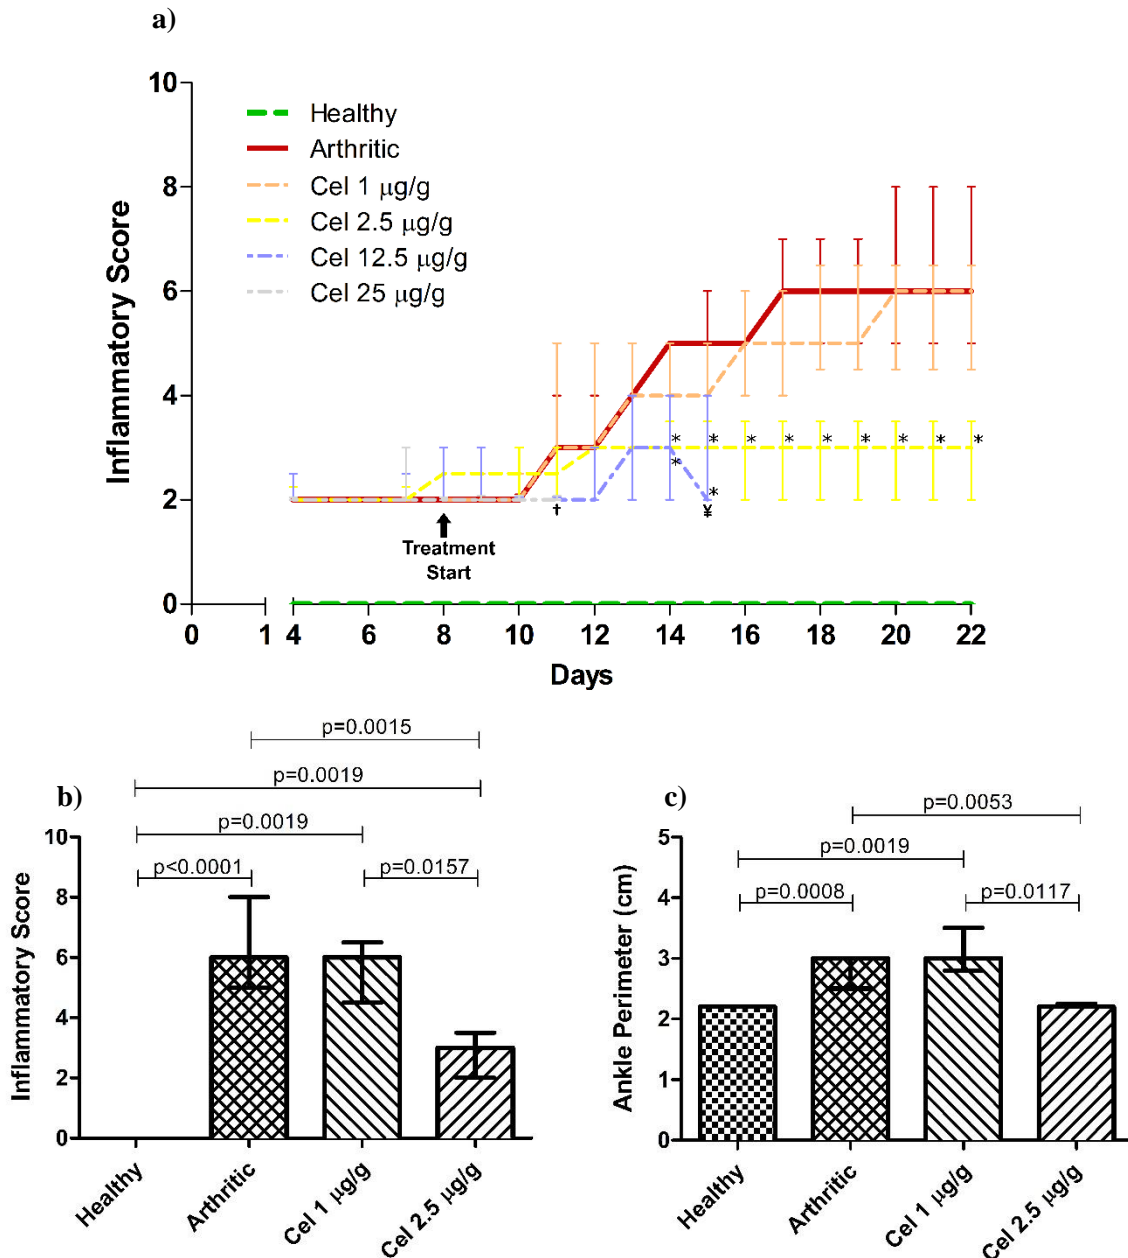 a)
10
8
6
4
2
0
Inflammatory Score
Healthy
Arthritic
Cel 1 µg/g
Cel 2.5 µg/g
Cel 12.5 µg/g
Cel 25 µg/g
* * * * * * * * *
*
*
† ¥
Treatment
Start
0 1 4 6 8 10 12 14 16 18 20 22
Days
b)
p=0.0015
p=0.0019
p=0.0019
p<0.0001 p=0.0157
10
8
6
4
2
0
Inflammatory Score
Healthy
Arthritic
Cel 1 µg/g
Cel 2.5 µg/g
c)
p=0.0053
p=0.0019
p=0.0008 p=0.0117
5
4
3
2
1
0
Ankle Perimeter (cm)
Healthy
Arthritic
Cel 1 µg/g
Cel 2.5 µg/g